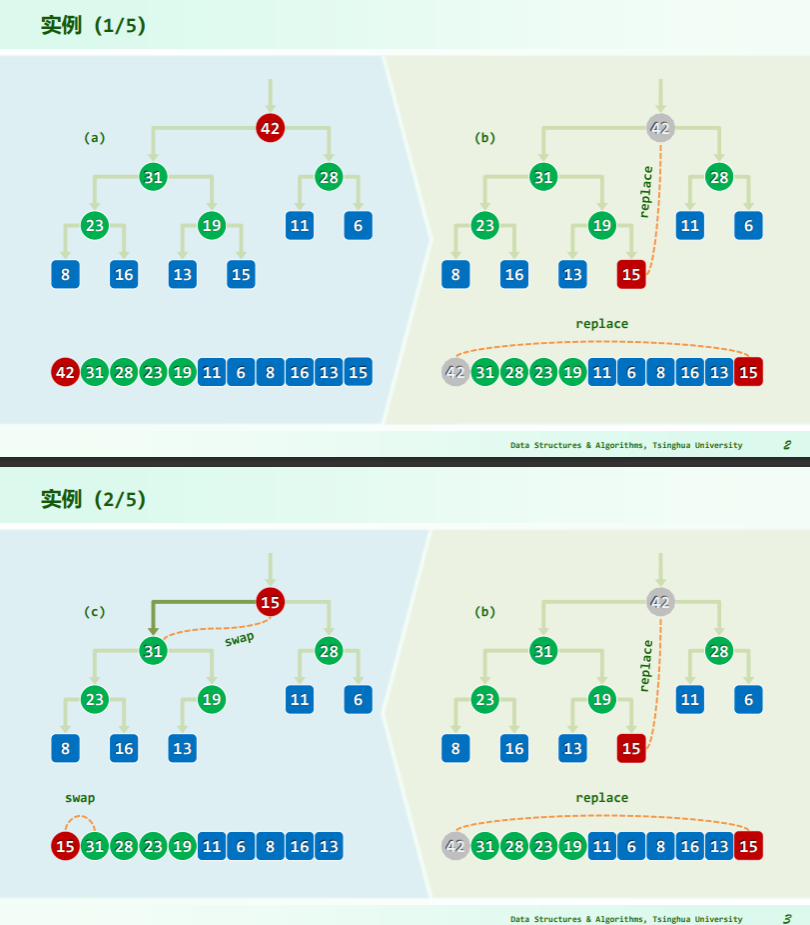 实例 (1/5)
(a)
42
31 28
23 19 11 6
8 16 13 15
42 31 28 23 19 11 6 8 16 13 15
(b)
42
31 28
replace
23 19 11 6
8 16 13 15
replace
42 31 28 23 19 11 6 8 16 13 15
Data Structures & Algorithms, Tsinghua University 2
实例 (2/5)
(c)
15
swap
31 28
23 19 11 6
8 16 13
swap
15 31 28 23 19 11 6 8 16 13
(b)
42
31 28
replace
23 19 11 6
8 16 13 15
replace
42 31 28 23 19 11 6 8 16 13 15
Data Structures & Algorithms, Tsinghua University 3